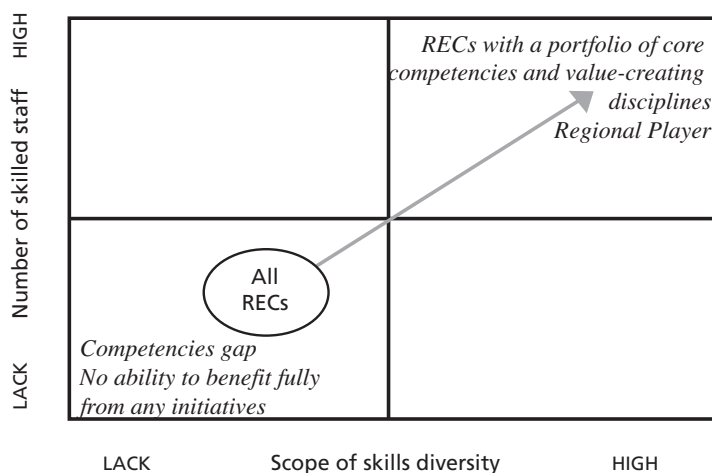 HIGH
Number of skilled staff
LACK
RECs with a portfolio of core
competencies and value-creating
disciplines
Regional Player
All
RECs
Competencies gap
No ability to benefit fully
from any initiatives
LACK
Scope of skills diversity
HIGH